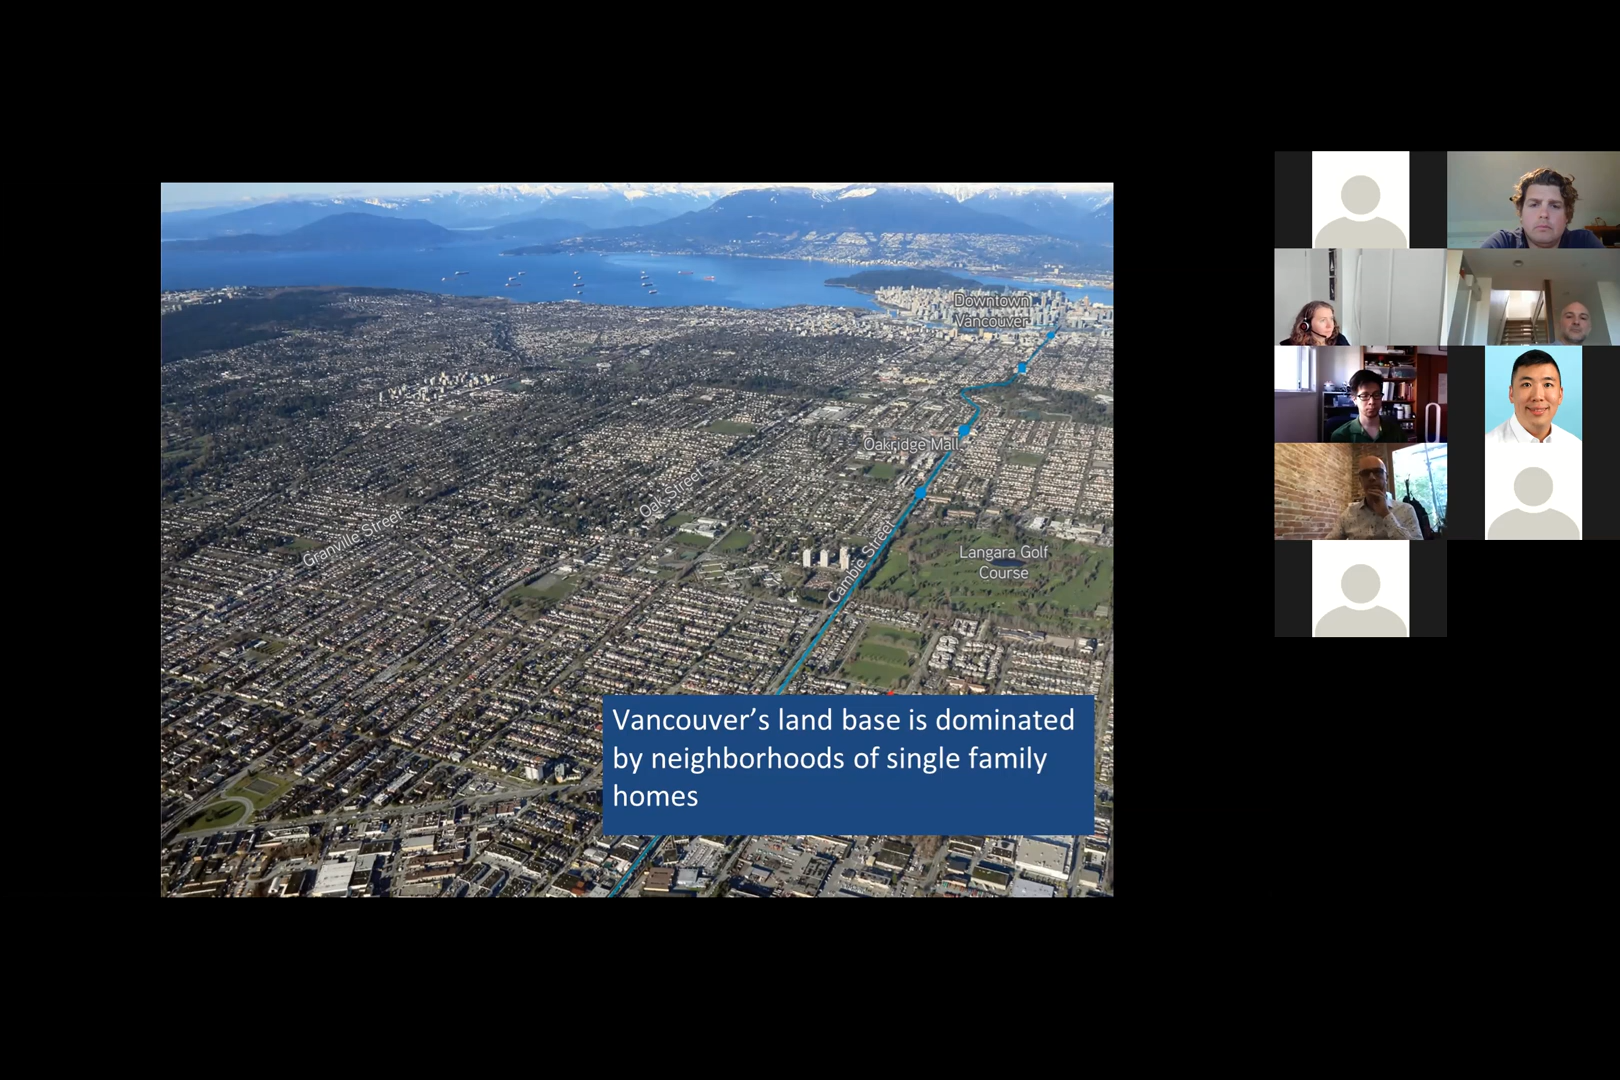 Downtown
Vancouver
Oakridge Mall
Oak Street
Granville Street
Cambie Street
Langara Golf
Course
Vancouver’s land base is dominated
by neighborhoods of single family
homes